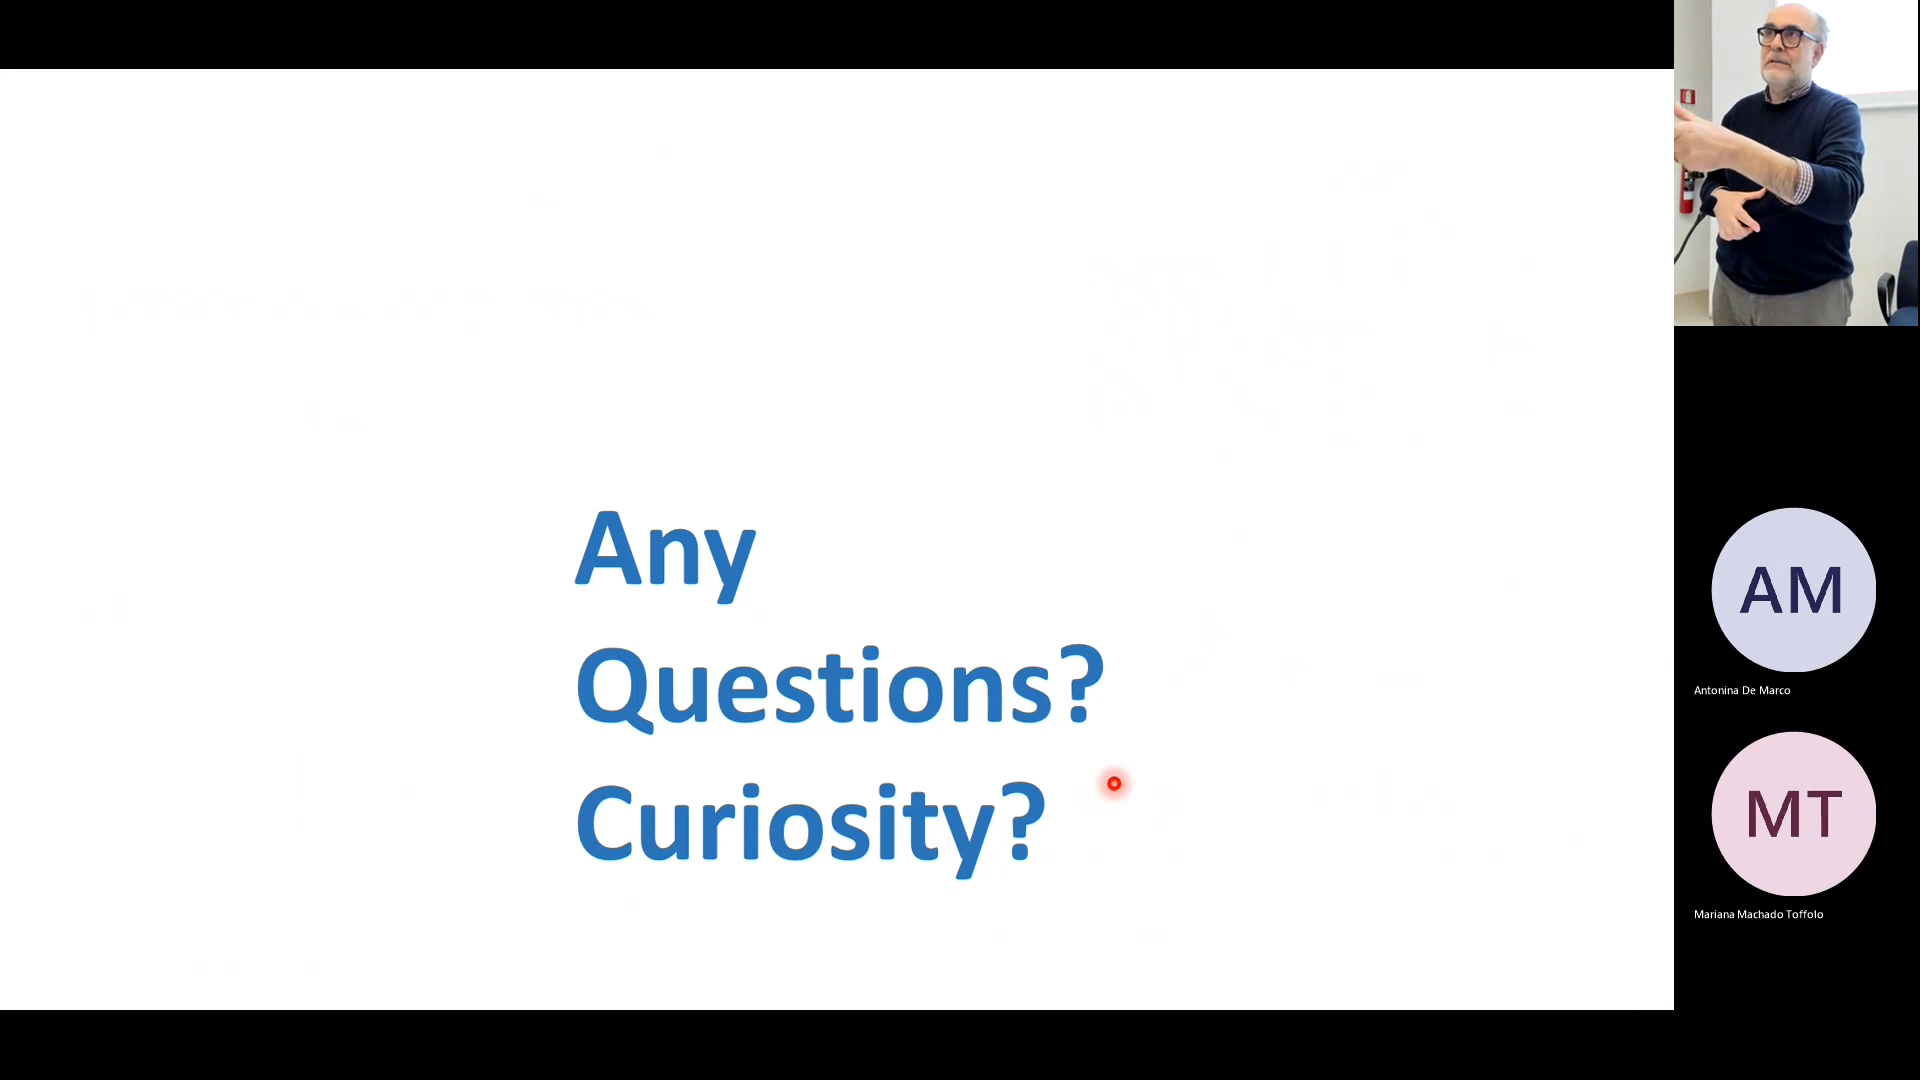 Any
Questions?
Curiosity?
AM
Antonina De Marco
MT
Mariana Machado Toffolo